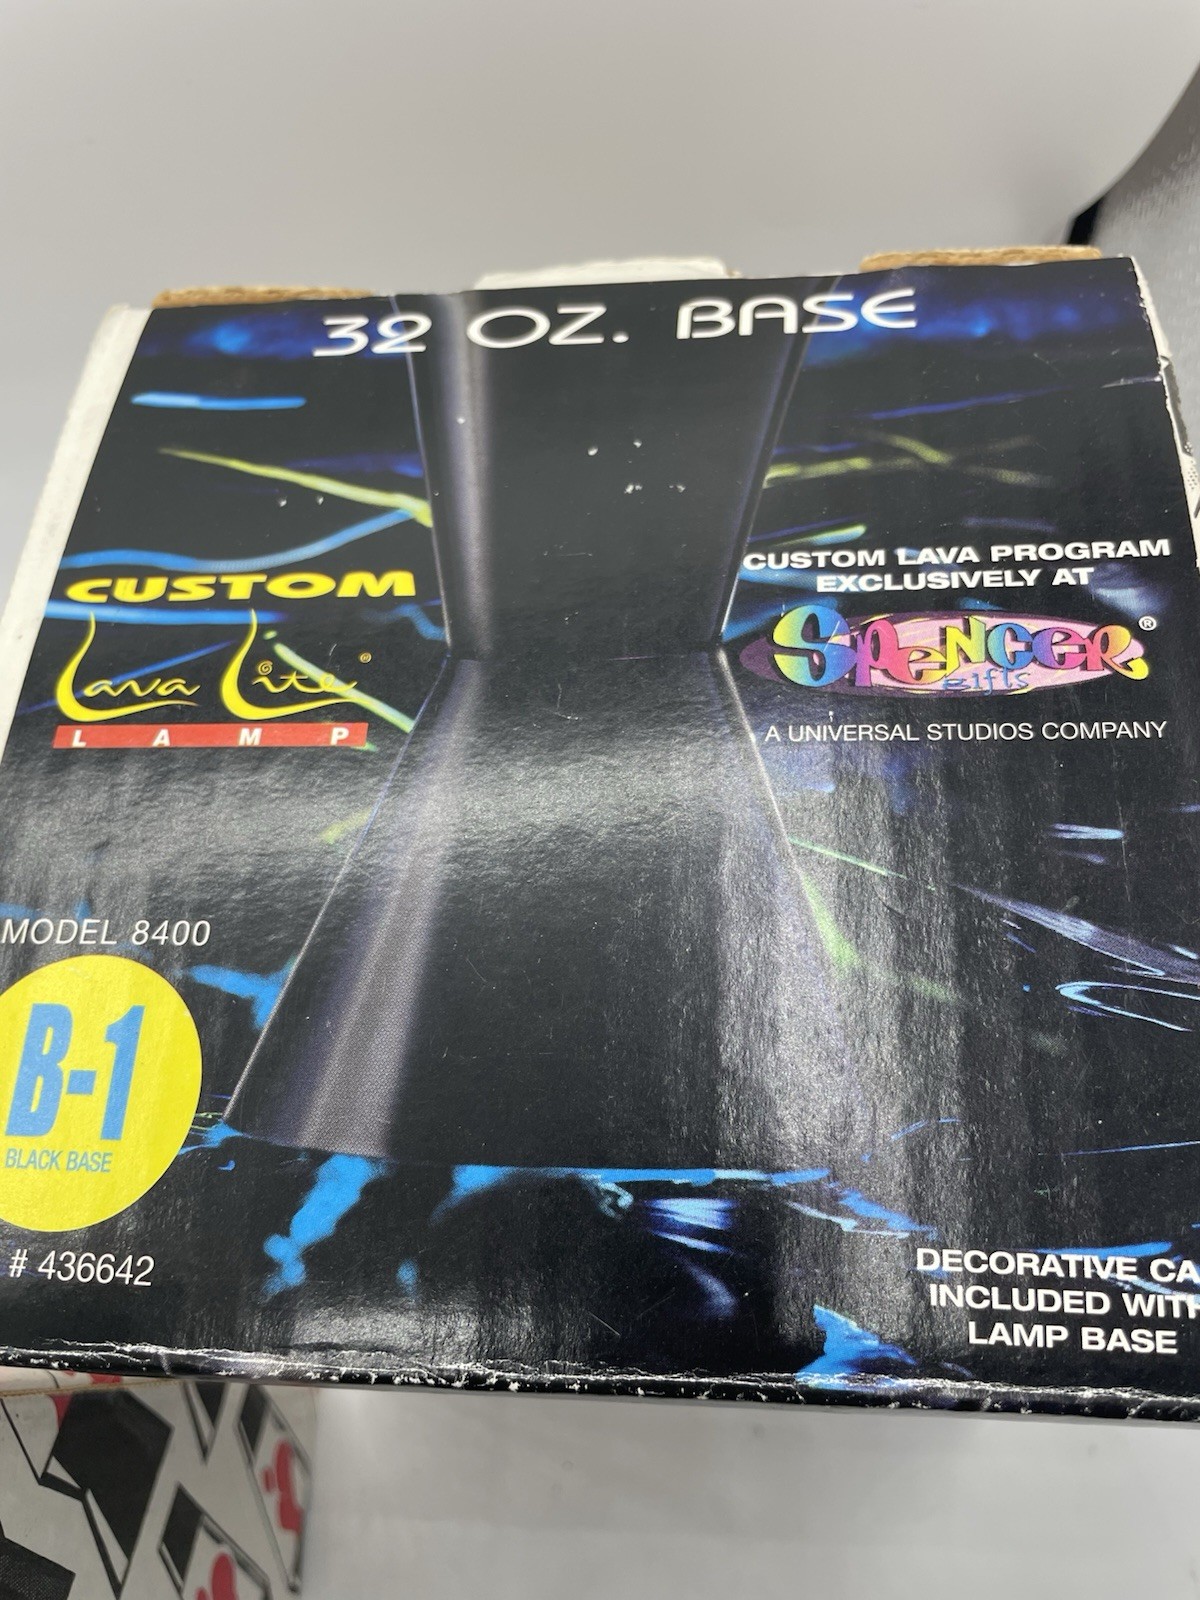 32 OZ. BASE
CUSTOM
Lava Lite ®
LAMP
CUSTOM LAVA PROGRAM
EXCLUSIVELY AT
SPENCER ®
gifts
A UNIVERSAL STUDIOS COMPANY
MODEL 8400
B-1
BLACK BASE
# 436642
DECORATIVE
INCLUDED WITH
LAMP BASE